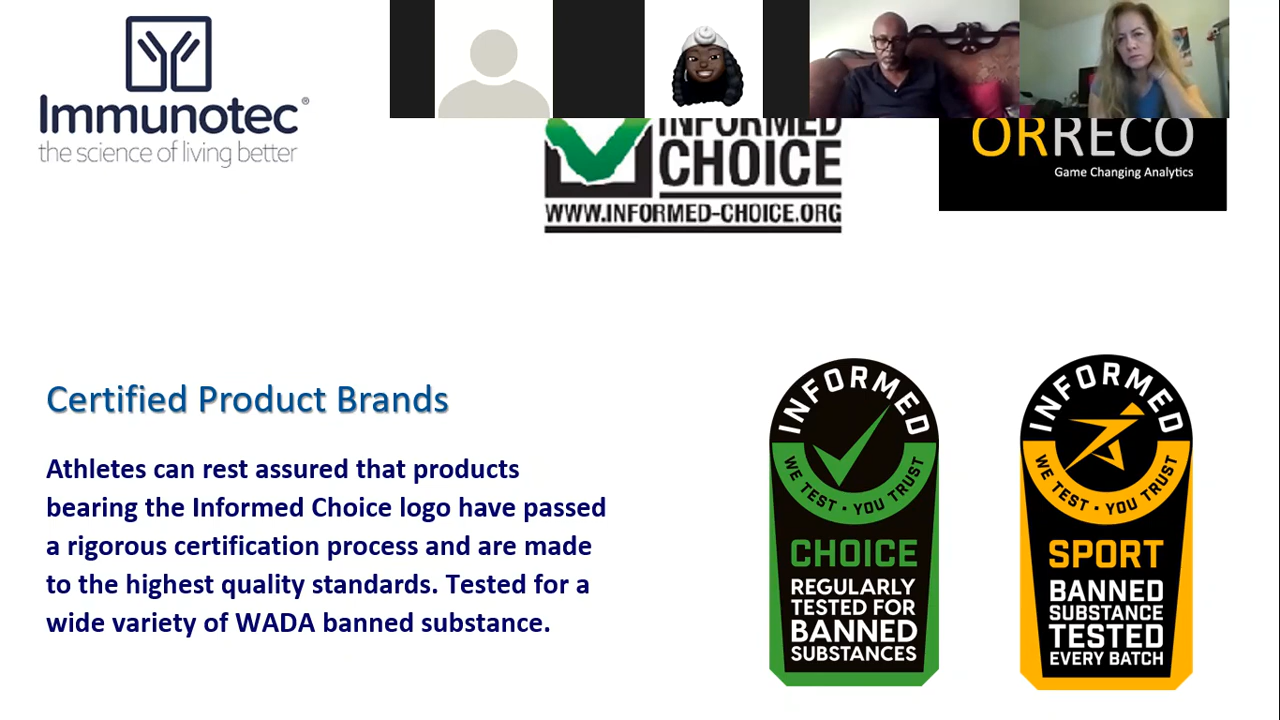 Immunotec®
the science of living better
INFORMED
CHOICE
WWW.INFORMED-CHOICE.ORG
ORRECO
Game Changing Analytics
Certified Product Brands
Athletes can rest assured that products
bearing the Informed Choice logo have passed
a rigorous certification process and are made
to the highest quality standards. Tested for a
wide variety of WADA banned substance.
INFORMED
WE TEST · YOU TRUST
CHOICE
REGULARLY
TESTED FOR
BANNED
SUBSTANCES
INFORMED
WE TEST · YOU TRUST
SPORT
BANNED
SUBSTANCE
TESTED
EVERY BATCH